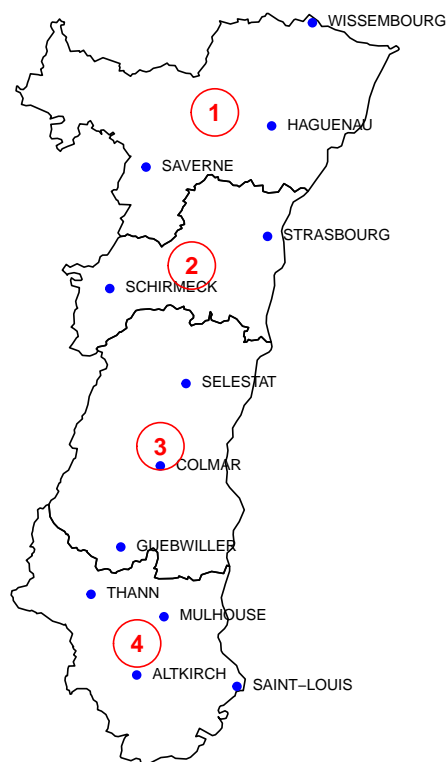 WISSEMBOURG
1
HAGUENAU
SAVERNE
STRASBOURG
2
SCHIRMECK
SELESTAT
3
COLMAR
GUEBWILLER
THANN
MULHOUSE
4
ALTKIRCH
SAINT−LOUIS